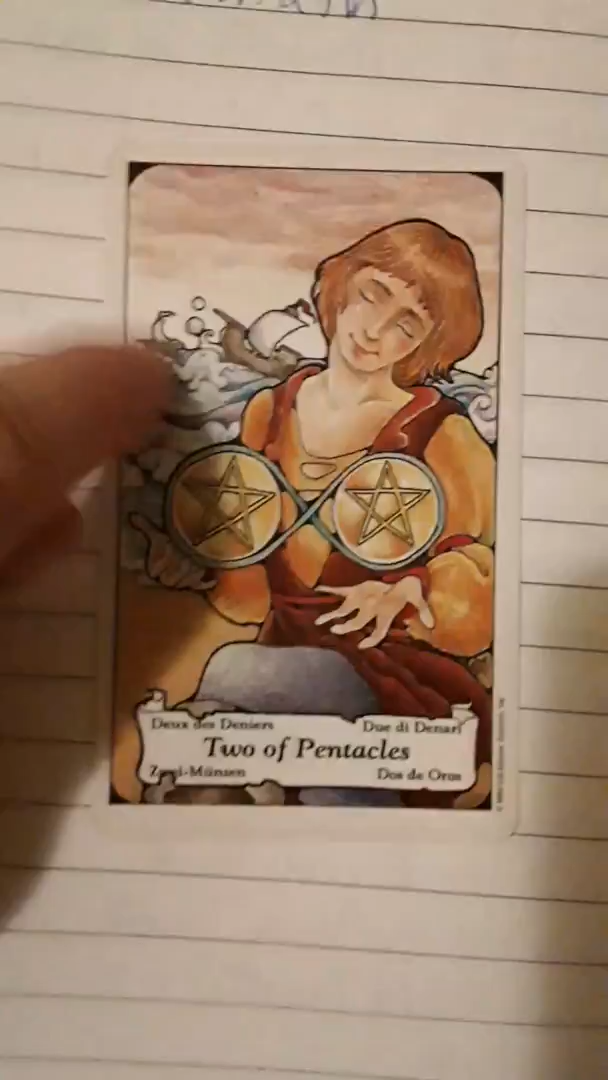 Deux des Deniers
Due di Denari
Two of Pentacles
Zwei-Münzen
Dos de Oros